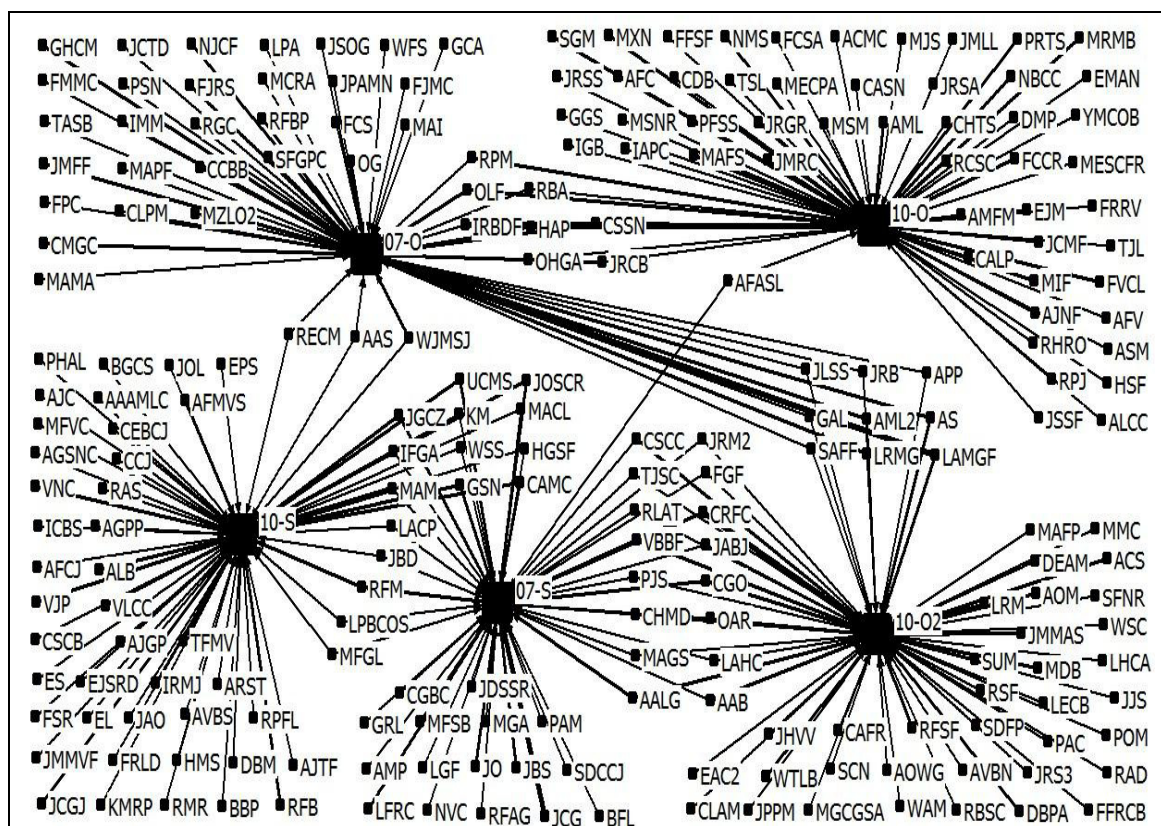 GHCM JCTD NJCF LPA JSOG WFS GCA
SGM MXN FFSF NMS FCSA ACMC MJS JMLL PRTS MRMB
FMMC PSN FJRS MCRA JPAMN FJMC
JRSS AFC CDB TSL MECPA CASN JRSA NBCC EMAN
TASB IMM RGC RFBP FCS MAI
GGS MSNR PFSS JRGR MSM AML CHTS DMP YMCOB
JMFF MAPF CCBB SFGPC OG RPM
IGB IAPC MAFS JMRC RCSC FCCR MESCFR
FPC CLPM MZLO2 OLF RBA
10-O AMFM EJM FRRV
CMGC 07-O IRBDF HAP CSSN
JCMF TJL
MAMA OHGA JRCB AFASL CALP MIF FVCL
AJNF AFV
RECM AAS WJMSJ RHRO ASM
PHAL BGCS JOL EPS UCMS JOSCR JLSS JRB APP RPJ HSF
AJC AAAMLC AFMVS JGCZ KM MACL GAL AML2 AS JSSF ALCC
MFVC CEBCJ
AGSNC CCJ IFGA WSS HGSF CSCC JRM2 SAFF LRMGI LAMGF
VNC RAS MAM GSN CAMC TJSC FGF
ICBS AGPP 10-S LACP RLAT CRFC MAFP MMC
AFCJ ALB JBD VBBF JABJ DEAM ACS
VJP VLCC RFM 07-S PJS CGO LRM AOM SFNR
CSCB AJGP TFMV LPBCOS CHMD OAR 10-O2 JMMAS WSC
ES EJSRD IRMJ ARST MFGL MAGS LAHC SUM MDB LHCA
FSR EL JAO AVBS RPFL CGBC JDSSR AALG AAB RSF LECB JJS
GRL MFSB MGA PAM JHVV CAFR RFSF SDFP PAC POM
JMMVF FRLD HMS DBM AJTF AMP LGF JO JBS SDCCJ EAC2 WTLB SCN AOWG AVBN JRS3 RAD
JCGJ KMRP RMR BBP RFB LFRC NVC RFAG JCG BFL CLAM JPPM MGCGSA WAM RBSC DBPA FFRCB